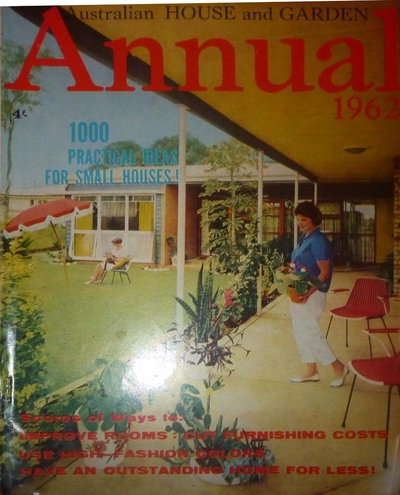 Australian HOUSE and GARDEN
Annual
1962
4/-
1000
PRACTICAL IDEAS
FOR SMALL HOUSES!
Scores of Ways to:
IMPROVE ROOMS : CUT FURNISHING COSTS
USE HIGH-FASHION COLORS
HAVE AN OUTSTANDING HOME FOR LESS!